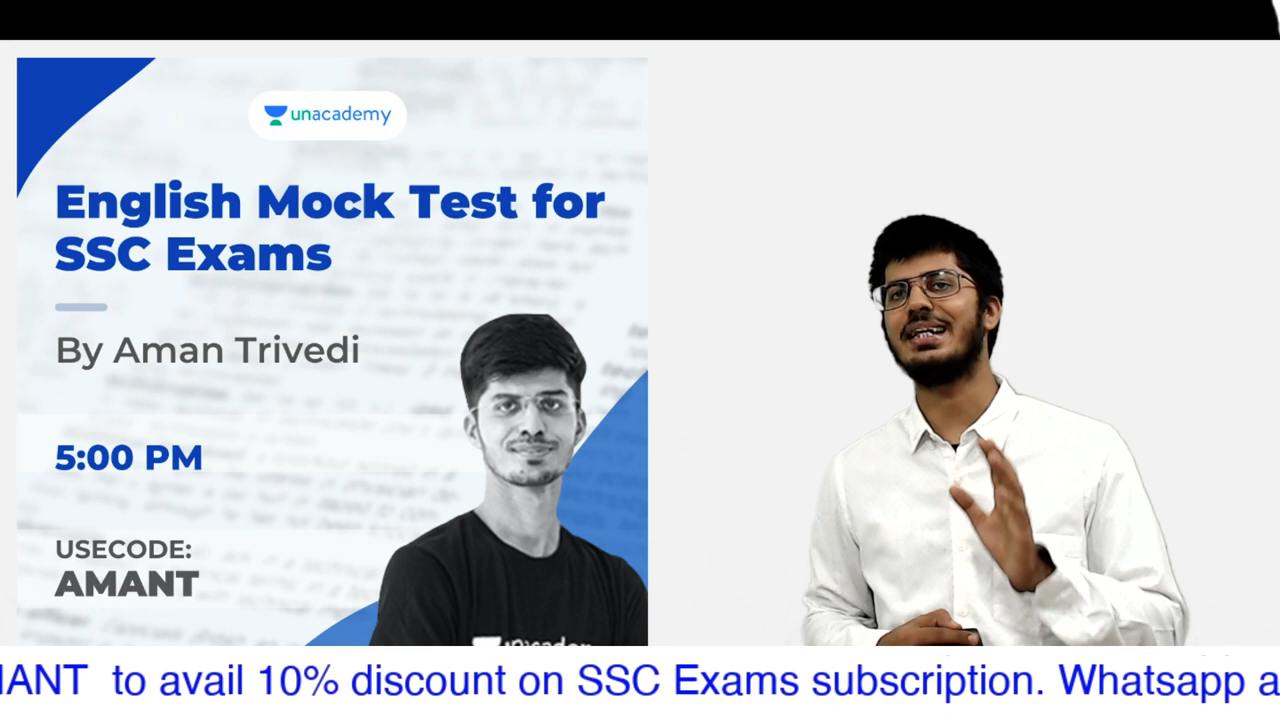 unacademy
English Mock Test for
SSC Exams
By Aman Trivedi
5:00 PM
USECODE:
AMANT
to avail 10% discount on SSC Exams subscription. Whatsapp